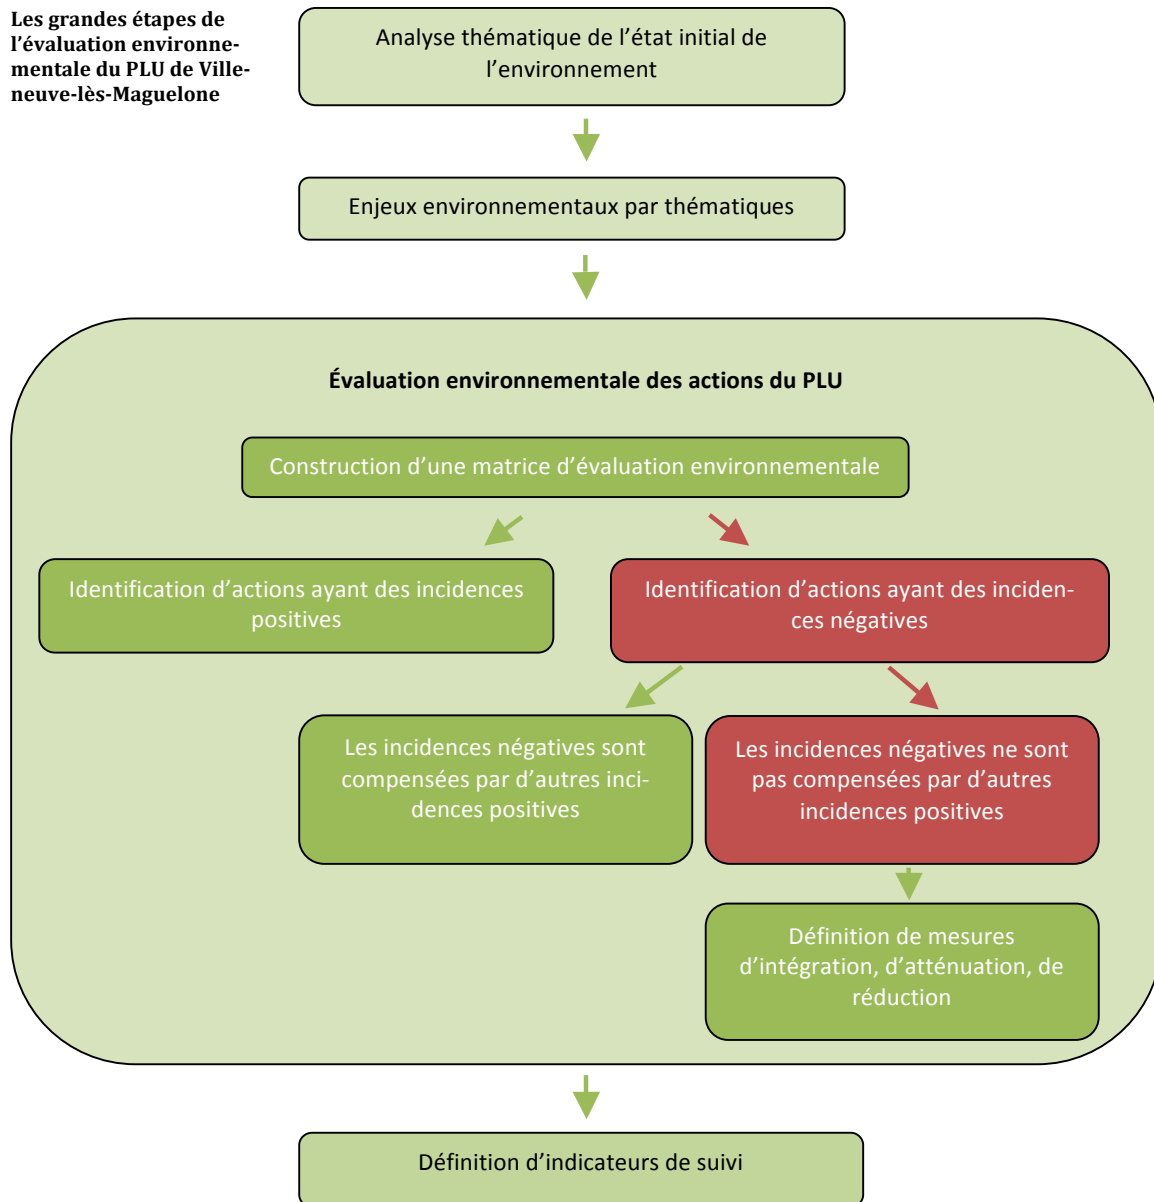 Les grandes étapes de
l’évaluation environne-
mentale du PLU de Ville-
neuve-lès-Maguelone
Analyse thématique de l’état initial de
l’environnement
Enjeux environnementaux par thématiques
Évaluation environnementale des actions du PLU
Construction d’une matrice d’évaluation environnementale
Identification d’actions ayant des incidences
positives
Identification d’actions ayant des inciden-
ces négatives
Les incidences négatives sont
compensées par d’autres inci-
dences positives
Les incidences négatives ne sont
pas compensées par d’autres
incidences positives
Définition de mesures
d’intégration, d’atténuation, de
réduction
Définition d’indicateurs de suivi